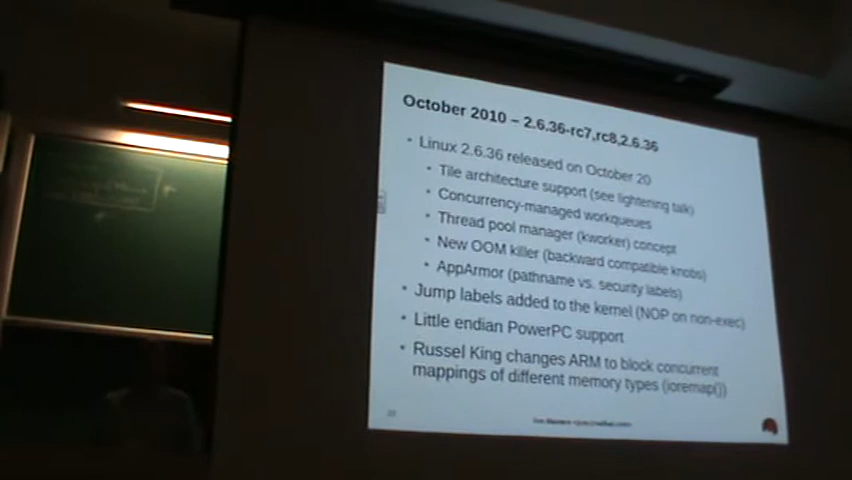 October 2010 – 2.6.36-rc7,rc8,2.6.36
Linux 2.6.36 released on October 20
Tile architecture support (see lightening talk)
Concurrency-managed workqueues
Thread pool manager (kworker) concept
New OOM killer (backward compatible knobs)
AppArmor (pathname vs. security labels)
Jump labels added to the kernel (NOP on non-exec)
Little endian PowerPC support
Russel King changes ARM to block concurrent
mappings of different memory types (ioremap())